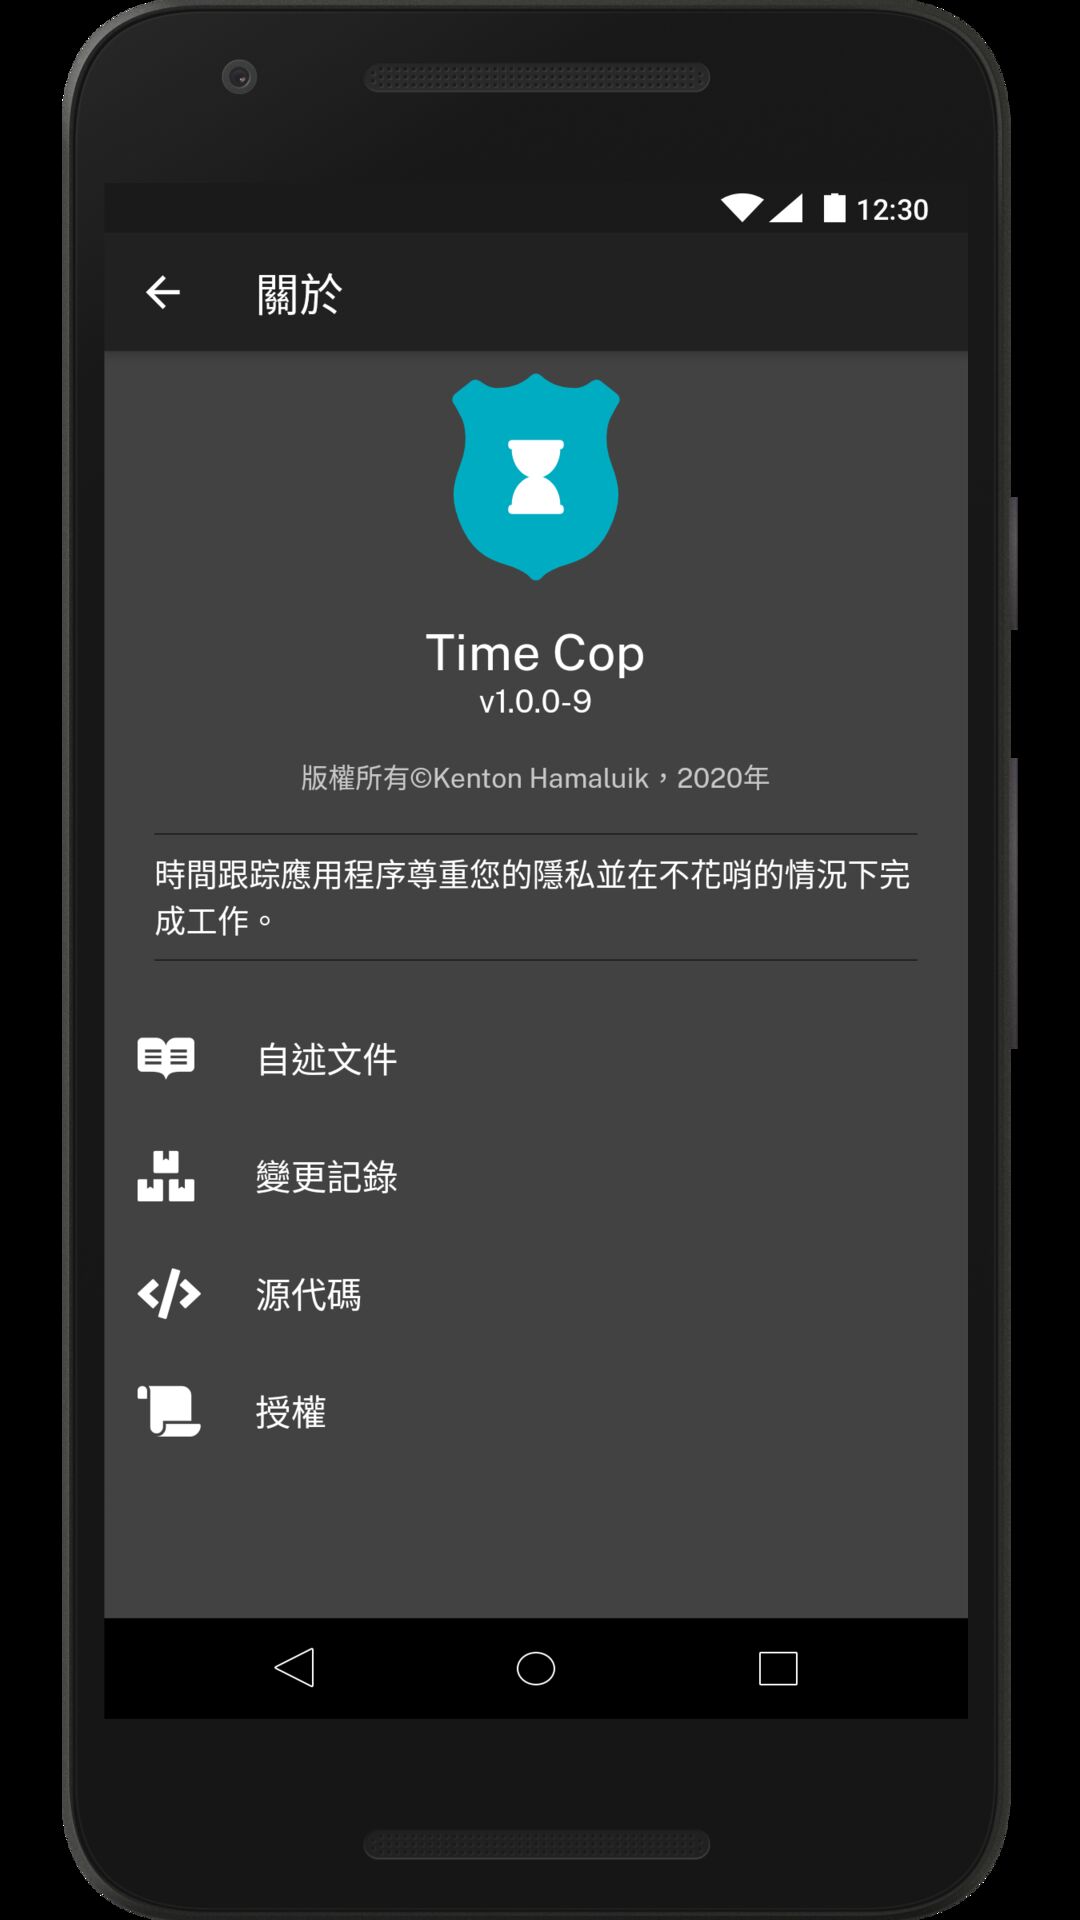 12:30
關於
Time Cop
v1.0.0-9
版權所有©Kenton Hamaluik，2020年
時間跟踪應用程序尊重您的隱私並在不花哨的情況下完
成工作。
自述文件
變更記錄
源代碼
授權